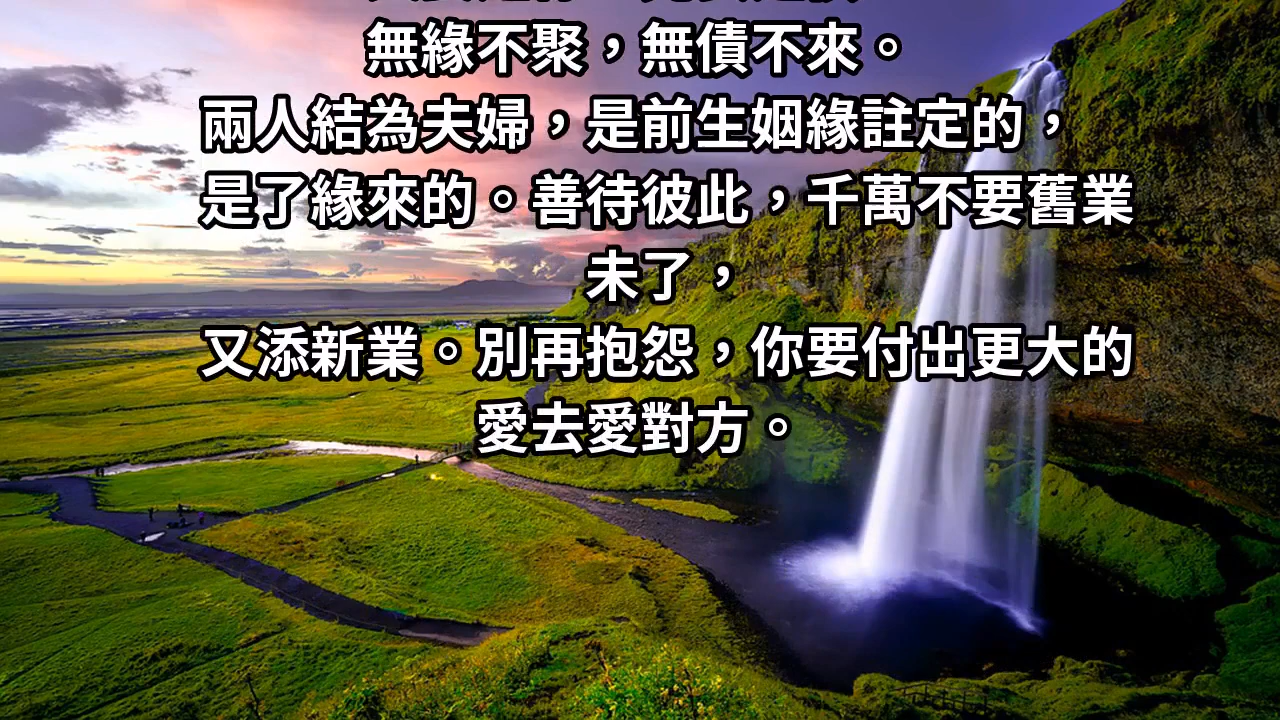 無緣不聚，無債不來。
兩人結為夫婦，是前生姻緣註定的，
是了緣來的。善待彼此，千萬不要舊業
未了，
又添新業。別再抱怨，你要付出更大的
愛去愛對方。